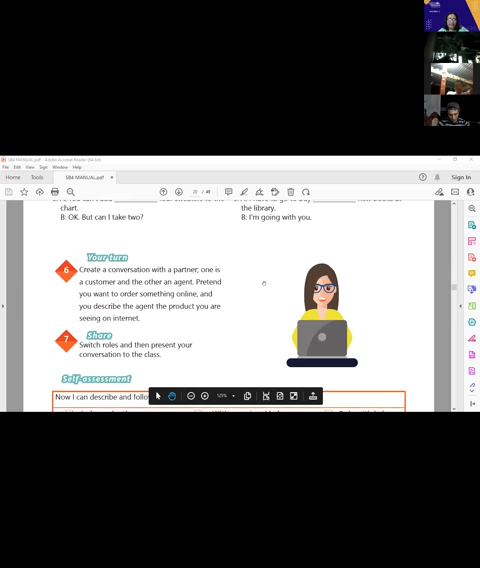 SB4 MANUAL.pdf - Adobe Acrobat Reader (64-bit)
File Edit View Sign Window Help
Home Tools SB4 MANUAL.pdf × Sign In
20 / 49
chart.
B: OK. But can I take two?
the library.
B: I'm going with you.
Your turn
6 Create a conversation with a partner; one is
a customer and the other an agent. Pretend
you want to order something online, and
you describe the agent the product you are
seeing on internet.
7 Share
Switch roles and then present your
conversation to the class.
Self-assessment
Now I can describe and follo
125%